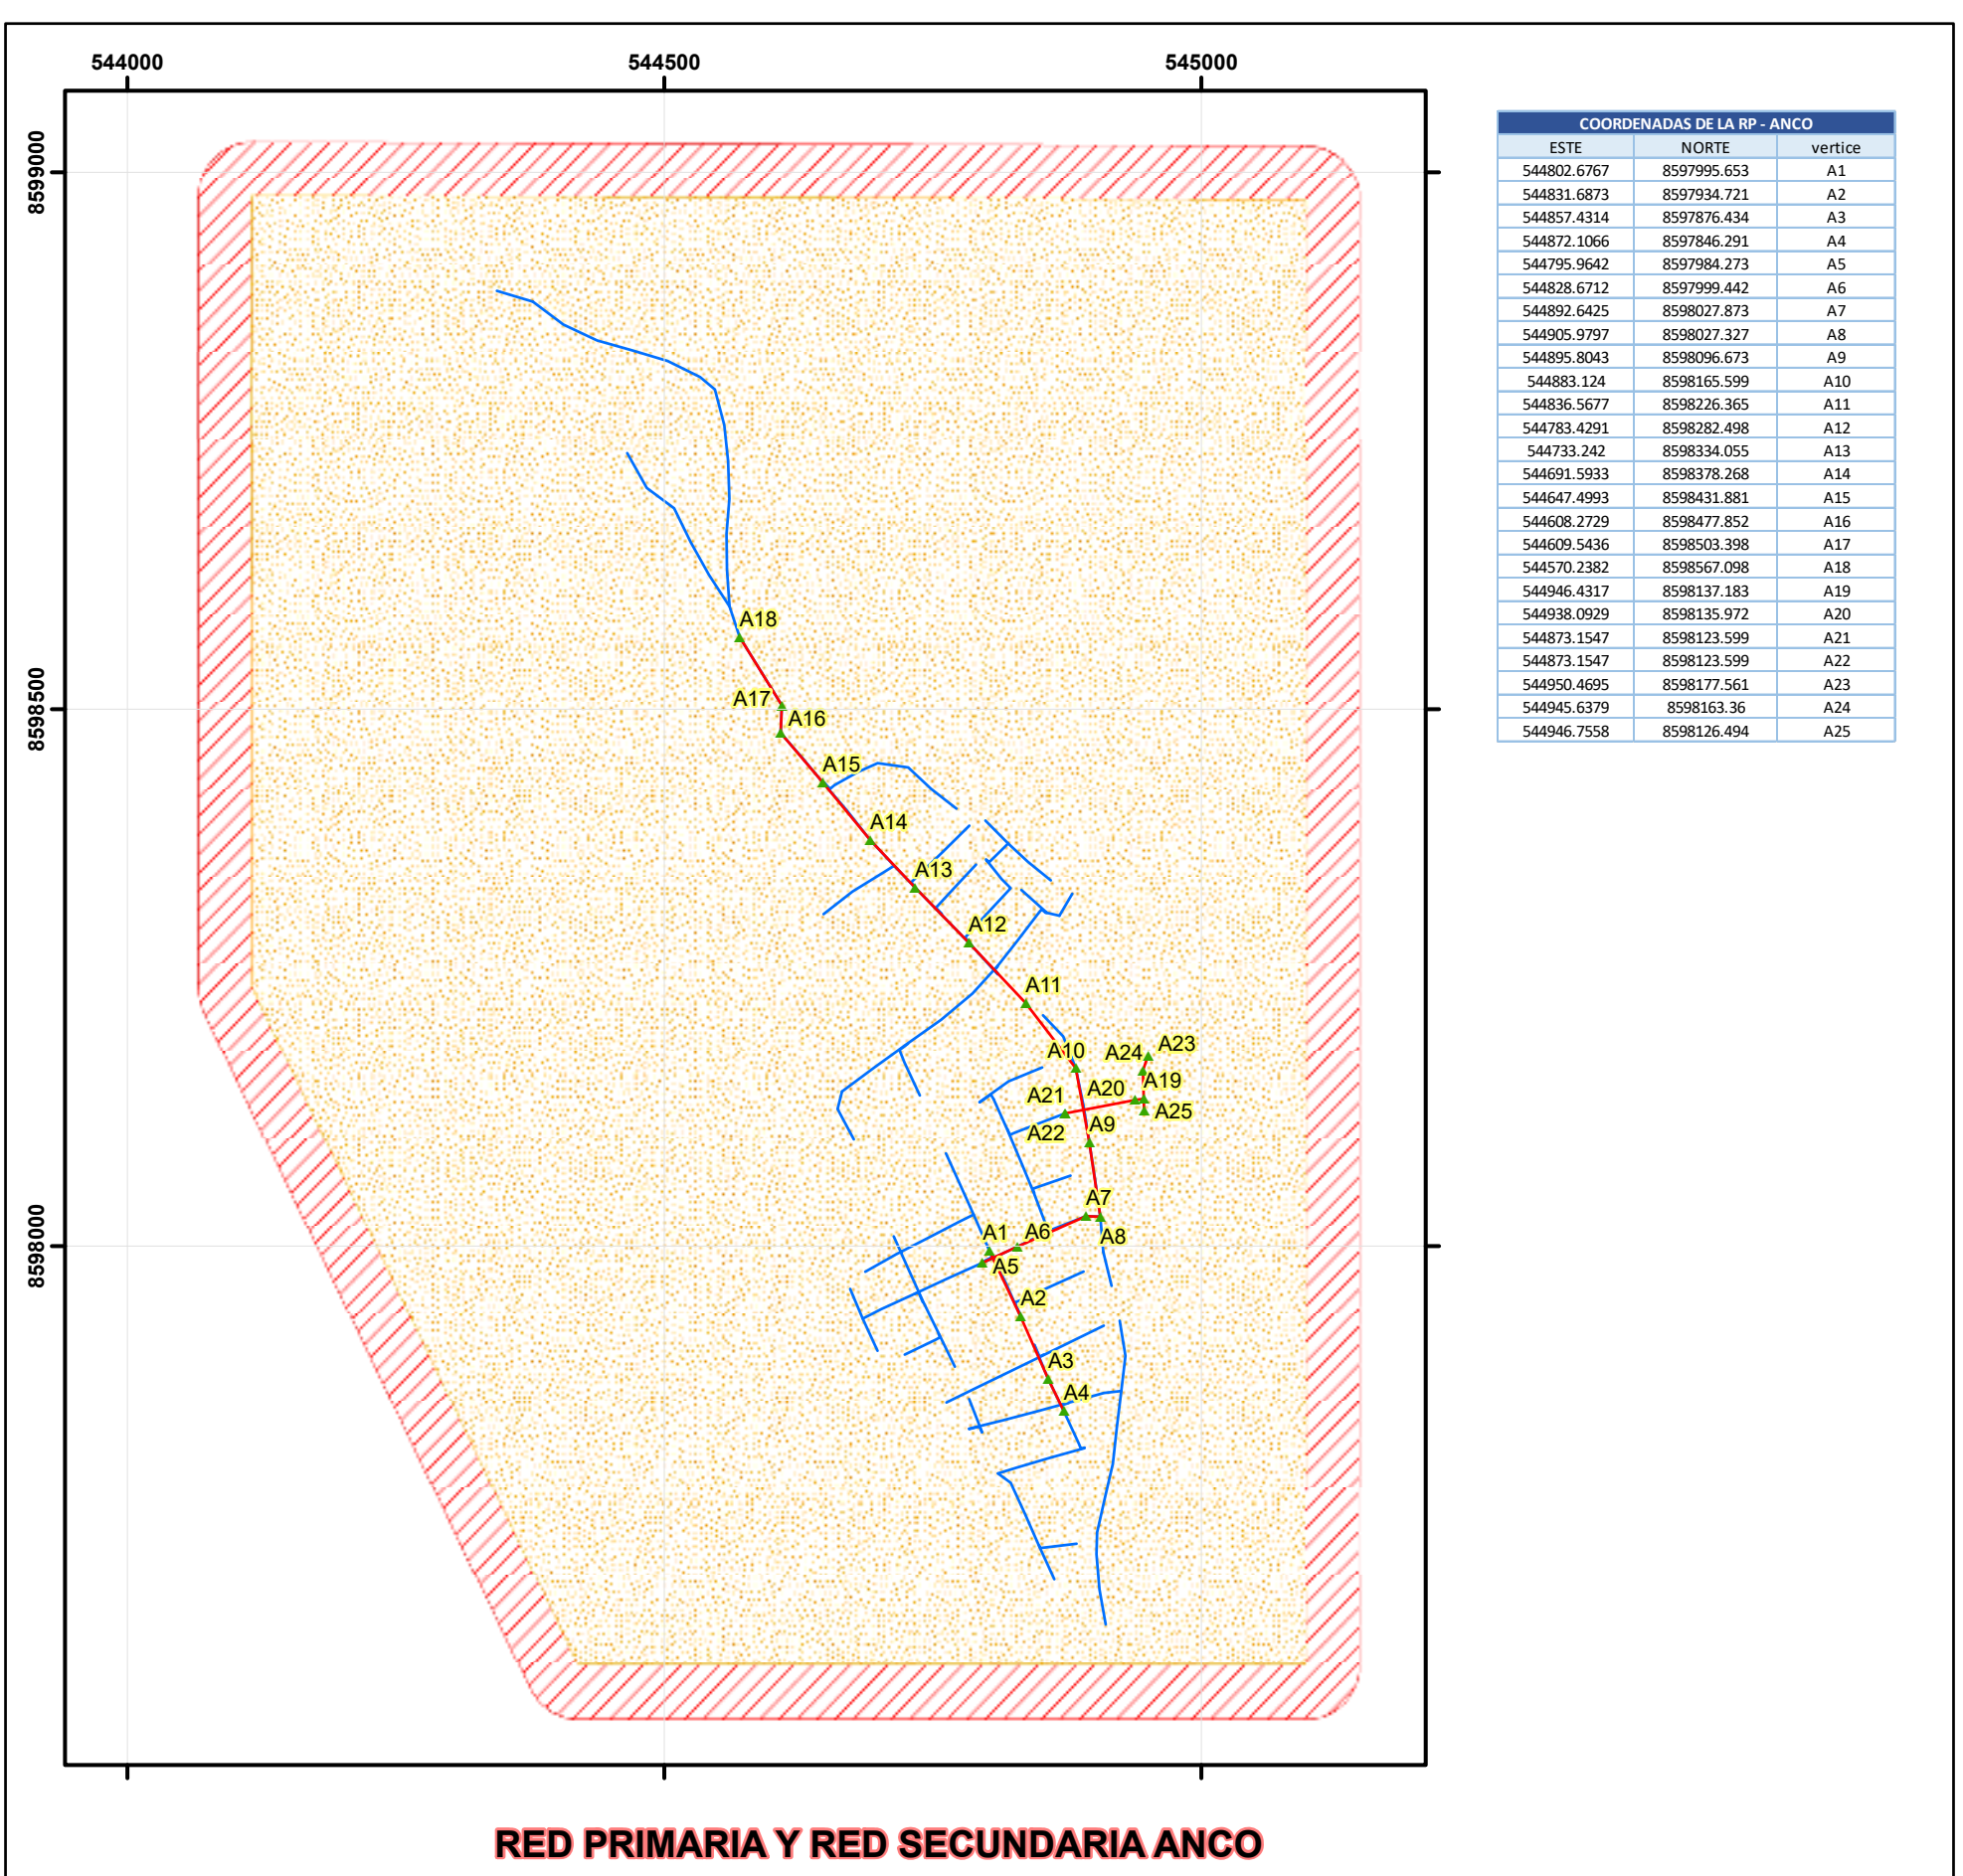 544000 544500 545000
8599000
8598500
8598000
COORDENADAS DE LA RP - ANCO
ESTE NORTE vertice
544802.6767 8597995.653 A1
544831.6873 8597934.721 A2
544857.4314 8597876.434 A3
544872.1066 8597846.291 A4
544795.9642 8597984.273 A5
544828.6712 8597999.442 A6
544892.6425 8598027.873 A7
544905.9797 8598027.327 A8
544895.8043 8598096.673 A9
544883.124 8598165.599 A10
544836.5677 8598226.365 A11
544783.4291 8598282.498 A12
544733.242 8598334.055 A13
544691.5933 8598378.268 A14
544647.4993 8598431.881 A15
544608.2729 8598477.852 A16
544609.5436 8598503.398 A17
544570.2382 8598567.098 A18
544946.4317 8598137.183 A19
544938.0929 8598135.972 A20
544873.1547 8598123.599 A21
544873.1547 8598123.599 A22
544950.4695 8598177.561 A23
544945.6379 8598163.36 A24
544946.7558 8598126.494 A25
A18
A17
A16
A15
A14
A13
A12
A11
A10
A24 A23
A20 A19
A21
A25
A22 A9
A7
A1 A6 A8
A5
A2
A3
A4
RED PRIMARIA Y RED SECUNDARIA ANCO